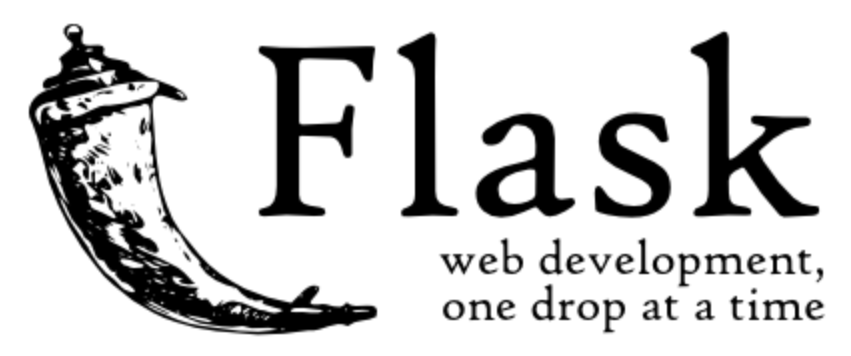 Flask
web development,
one drop at a time